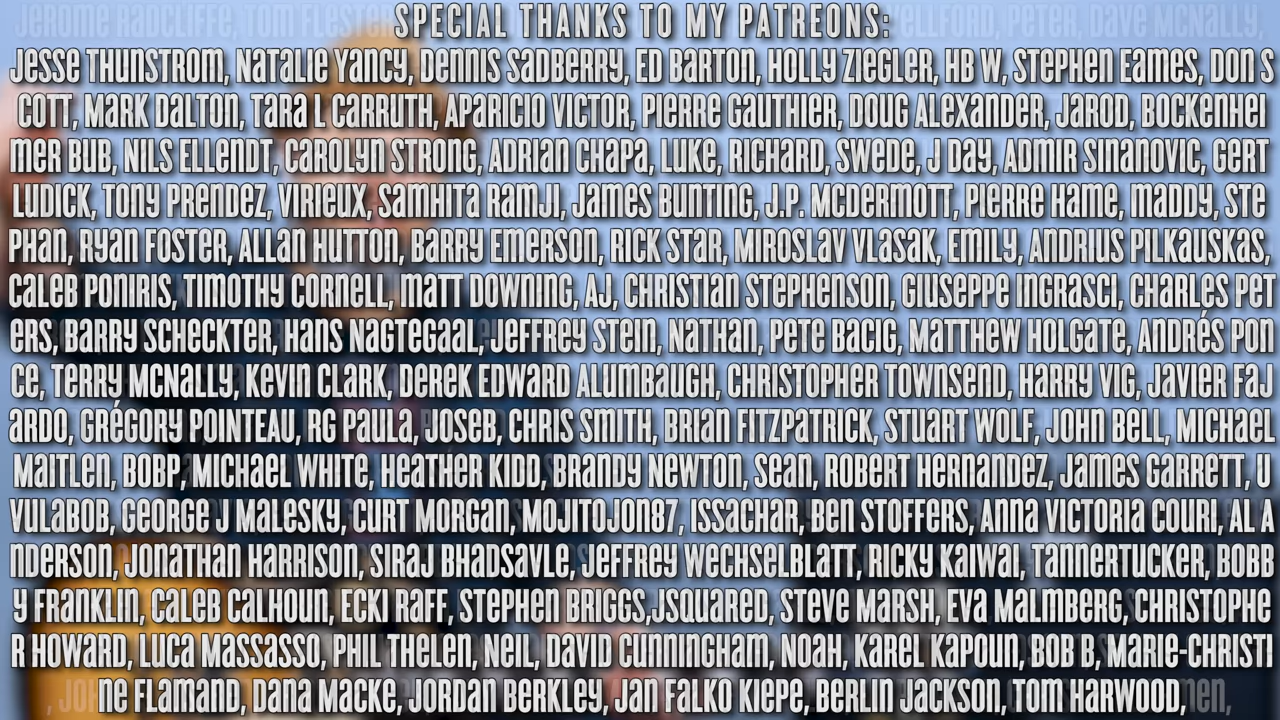 SPECIAL THANKS TO MY PATREONS:
Jesse Thunstrom, Natalie Yancy, Dennis Sadberry, Ed Barton, Holly Ziegler, HB W, Stephen Eames, Don S
cott, Mark Dalton, Tara L Carruth, Aparicio Victor, Pierre Gauthier, Doug Alexander, Jarod, Bockenhei
mer Bub, Nils Ellendt, Carolyn Strong, Adrian Chapa, Luke, Richard, Swede, J Day, Admir Sinanovic, Gert
Ludick, Tony Prendez, Virieux, Samhita Ramji, James Bunting, J.P. McDermott, Pierre Hame, maddy, Ste
phan, Ryan Foster, Allan Hutton, Barry Emerson, Rick Star, Miroslav Vlasak, Emily, Andrius Pilkauskas,
Caleb Poniris, Timothy Cornell, matt downing, AJ, Christian Stephenson, Giuseppe Ingrasci, Charles Pet
ers, Barry Scheckter, Hans Nagtegaal, Jeffrey Stein, Nathan, Pete Bacig, Matthew Holgate, Andrés Pon
ce, Terry McNally, Kevin Clark, Derek Edward Alumbaugh, Christopher Townsend, Harry Vig, Javier Faj
ardo, Grégory Pointeau, RG Paula, JoseB, Chris Smith, Brian Fitzpatrick, Stuart Wolf, John Bell, Michael
Maitlen, BobP, Michael White, Heather Kidd, Brandy Newton, Sean, Robert Hernandez, James Garrett, U
vulabob, George J Malesky, Curt Morgan, Mojitojon87, Issachar, Ben Stoffers, Anna Victoria Couri, Al A
nderson, Jonathan Harrison, Siraj Bhadsavle, Jeffrey Wechselblatt, Ricky Kaiwai, Tannertucker, Bobb
y Franklin, Caleb Calhoun, Ecki Raff, Stephen Briggs,JSquared, Steve Marsh, Eva Malmberg, Christophe
r Howard, Luca Massasso, Phil Thelen, Neil, David Cunningham, Noah, Karel Kapoun, Bob B, Marie-Christi
ne Flamand, Dana Macke, Jordan Berkley, Jan Falko Kiepe, Berlin Jackson, Tom Harwood,